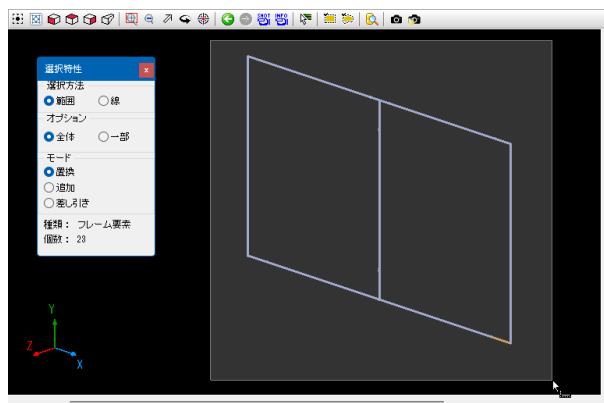 SHOT
INFO
選択特性
選択方法
範囲
線
オプション
全体
一部
モード
置換
追加
差し引き
種類： フレーム要素
個数： 23
Y
Z
X